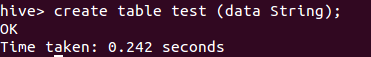 hive> create table test (data String);
OK
Time taken: 0.242 seconds